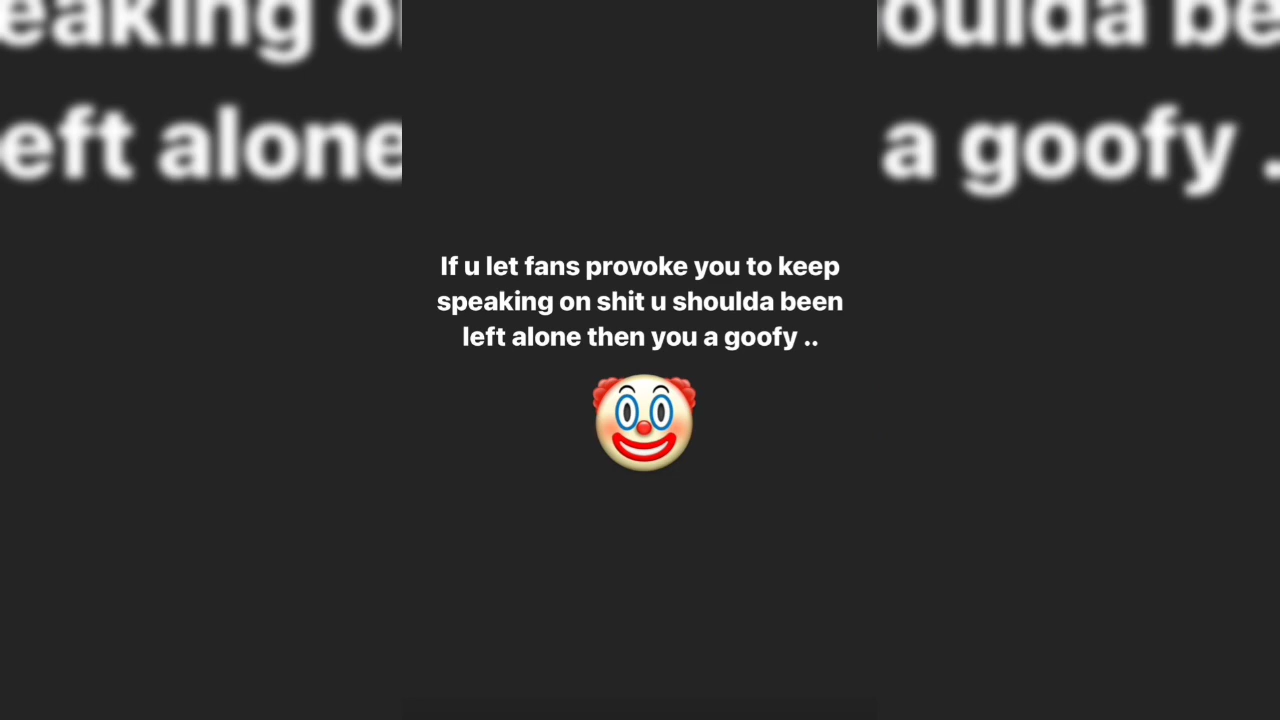 If u let fans provoke you to keep
speaking on shit u shoulda been
left alone then you a goofy ..